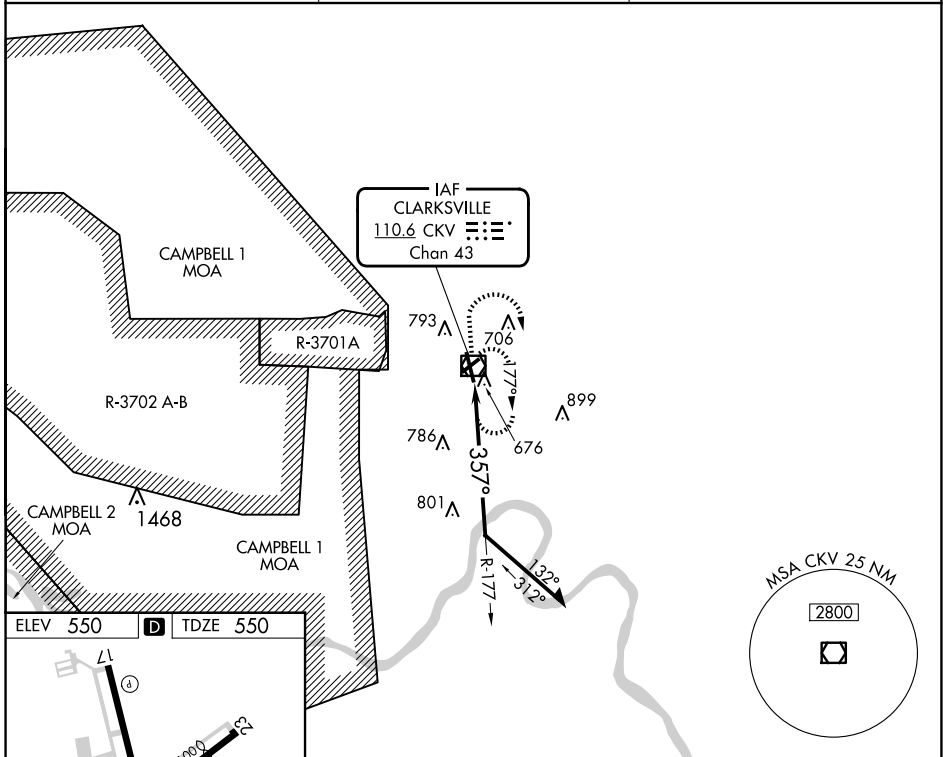 IAF
CLARKSVILLE
110.6 CKV
Chan 43
CAMPBELL 1
MOA
793
706
R-3701A
177°
R-3702 A-B
899
786
676
357°
801
1468
CAMPBELL 2
MOA
CAMPBELL 1
MOA
132°
312°
R-177
MSA CKV 25 NM
2800
ELEV 550 D TDZE 550
17
P
23